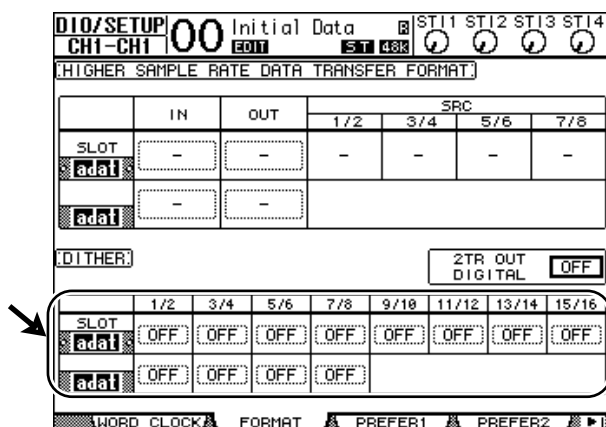 DIO/SETUP 00 Initial Data ST11 STI2 STI3 STI4
CH1-CH1 EDIT ST 48k
HIGHER SAMPLE RATE DATA TRANSFER FORMAT
IN OUT SRC
1/2 3/4 5/6 7/8
SLOT
adat - - - - - -
adat - -
DITHER 2TR OUT DIGITAL OFF
1/2 3/4 5/6 7/8 9/10 11/12 13/14 15/16
SLOT
adat OFF OFF OFF OFF OFF OFF OFF OFF
adat OFF OFF OFF OFF
WORD CLOCK FORMAT PREFER1 PREFER2